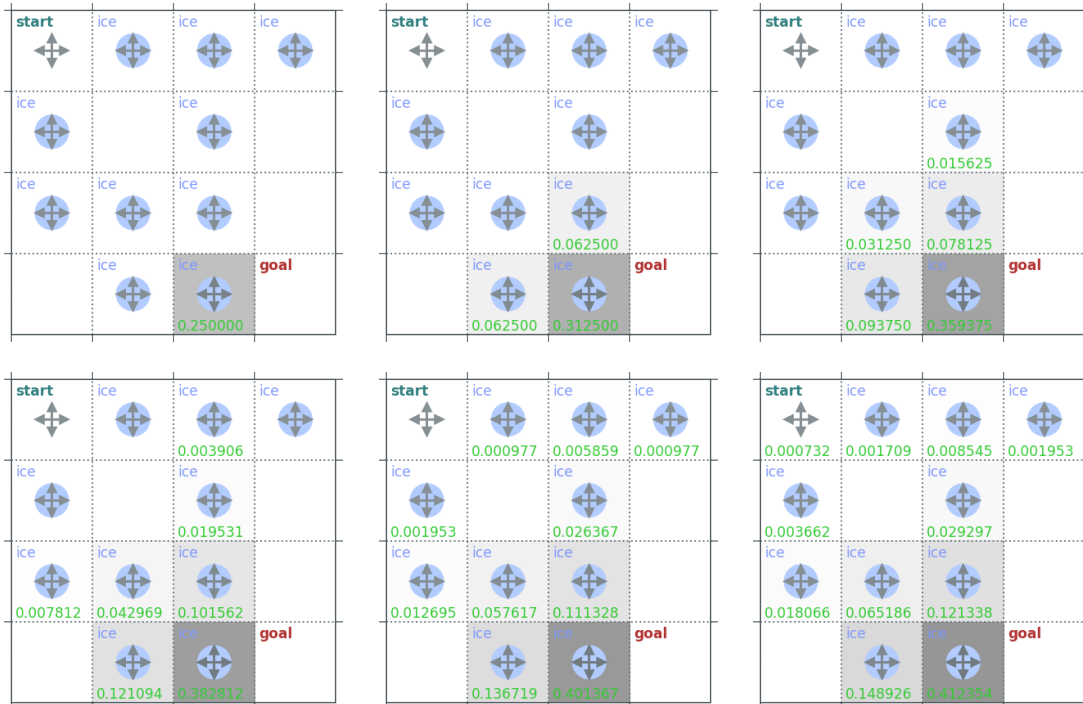 start ice ice ice
ice ice
ice ice ice
ice ice goal
0.250000
start ice ice ice
ice ice
ice ice ice
0.062500
ice ice goal
0.062500 0.312500
start ice ice ice
ice ice
0.015625
ice ice ice
0.031250 0.078125
ice ice goal
0.093750 0.359375
start ice ice ice
0.003906
ice ice
0.019531
ice ice ice
0.007812 0.042969 0.101562
ice ice goal
0.121094 0.382812
start ice ice ice
0.000977 0.005859 0.000977
ice ice
0.001953 0.026367
ice ice ice
0.012695 0.057617 0.111328
ice ice goal
0.136719 0.401367
start ice ice ice
0.000732 0.001709 0.008545 0.001953
ice ice
0.003662 0.029297
ice ice ice
0.018066 0.065186 0.121338
ice ice goal
0.148926 0.412354